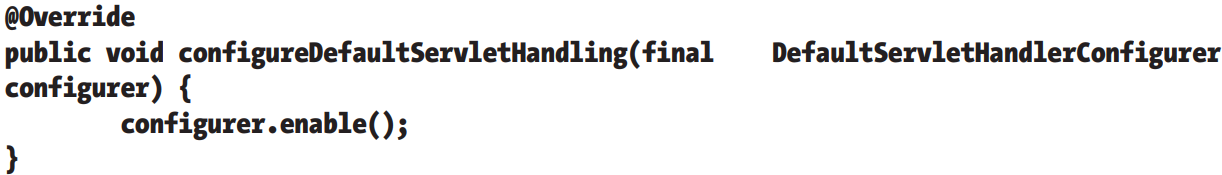 @Override
public void configureDefaultServletHandling(final    DefaultServletHandlerConfigurer
configurer) {
        configurer.enable();
}